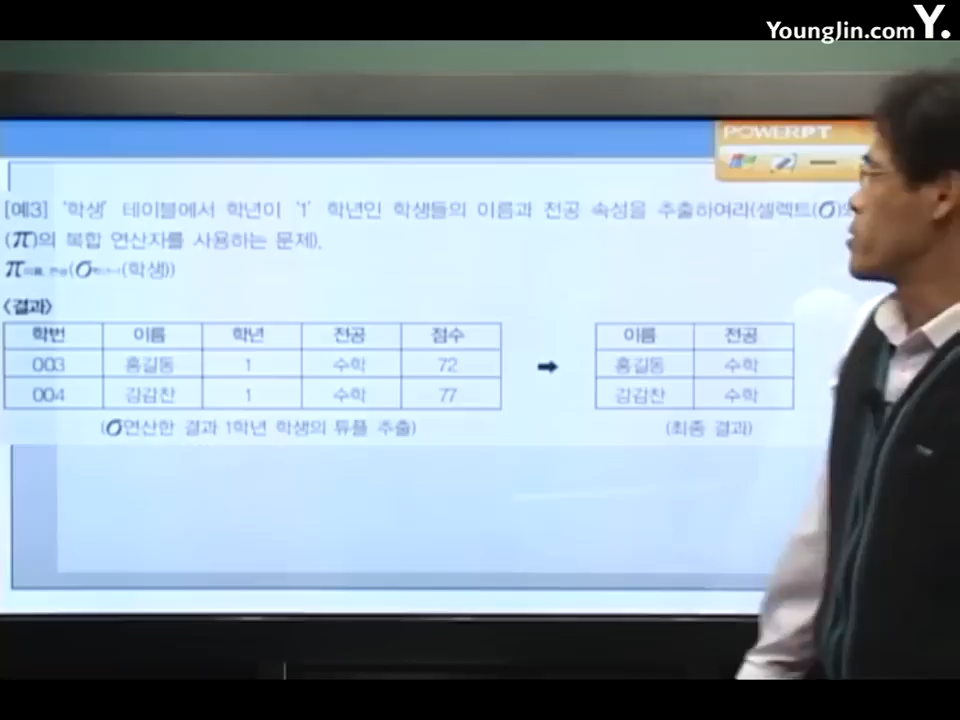 YoungJin.com Y.
POWERPT
[예3] '학생' 테이블에서 학년이 '1' 학년인 학생들의 이름과 전공 속성을 추출하여라(셀렉트(σ)
(π)의 복합 연산자를 사용하는 문제).
π이름, 전공(σ학년=1(학생))
〈결과〉
학번 이름 학년 전공 점수
003 홍길동 1 수학 72
004 강감찬 1 수학 77
(σ연산한 결과 1학년 학생의 튜플 추출)
➡
이름 전공
홍길동 수학
강감찬 수학
(최종 결과)